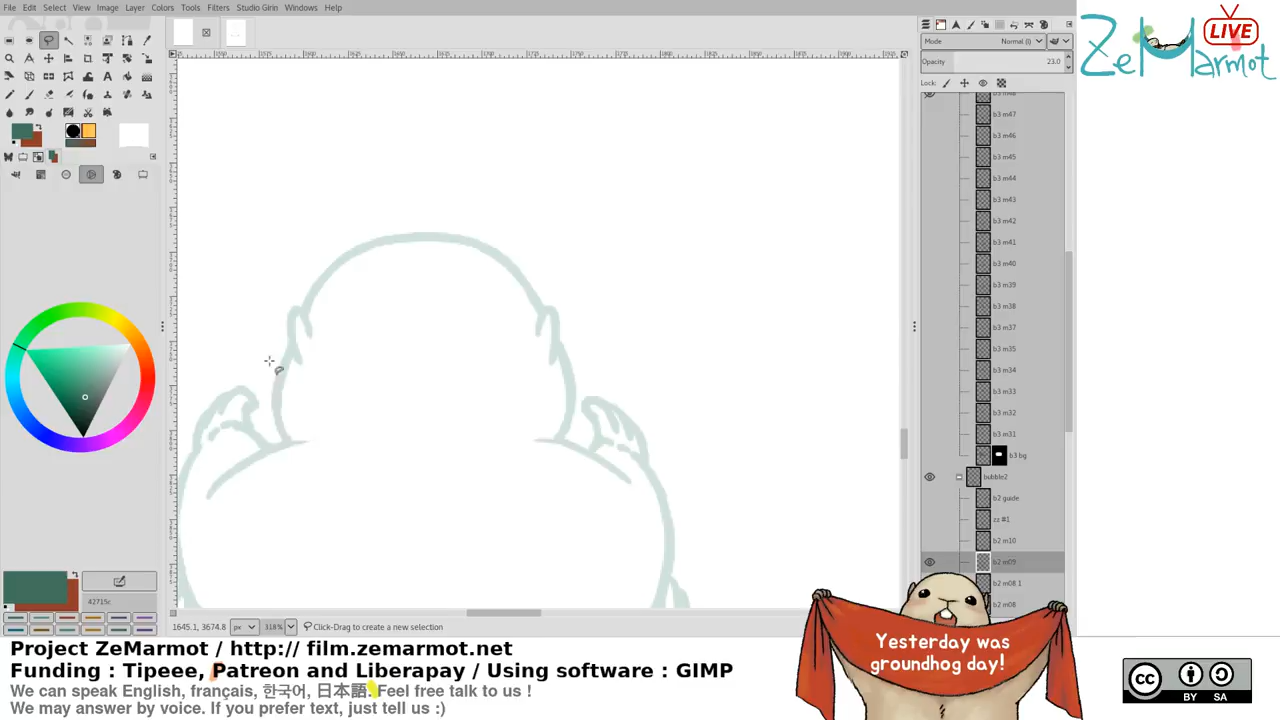 File Edit Select View Image Layer Colors Tools Filters Studio Girin Windows Help
Mode Normal (l)
Opacity 23.0
Lock:
b3 m47
b3 m46
b3 m45
b3 m44
b3 m43
b3 m42
b3 m41
b3 m40
b3 m39
b3 m38
b3 m37
b3 m35
b3 m34
b3 m33
b3 m32
b3 m31
b3 bg
bubble2
b2 guide
zz #1
b2 m10
b2 m09
b2 m08 1
b2 m08
42715c
1645.1, 3674.8 px 318% Click-Drag to create a new selection
ZeMarmot
LIVE
Yesterday was
groundhog day!
Project ZeMarmot / http:// film.zemarmot.net
Funding : Tipeee, Patreon and Liberapay / Using software : GIMP
We can speak English, français, 한국어, 日本語. Feel free talk to us !
We may answer by voice. If you prefer text, just tell us :)
cc BY SA